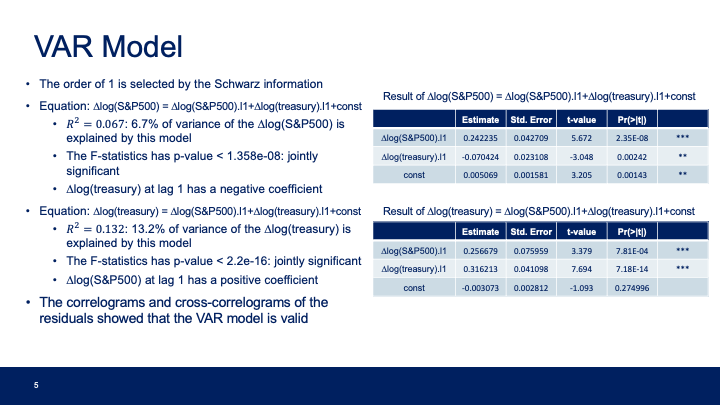 VAR Model
• The order of 1 is selected by the Schwarz information
• Equation: ∆log(S&P500) = ∆log(S&P500).l1+∆log(treasury).l1+const
• R² = 0.067: 6.7% of variance of the ∆log(S&P500) is
explained by this model
• The F-statistics has p-value < 1.358e-08: jointly
significant
• ∆log(treasury) at lag 1 has a negative coefficient
• Equation: ∆log(treasury) = ∆log(S&P500).l1+∆log(treasury).l1+const
• R² = 0.132: 13.2% of variance of the ∆log(treasury) is
explained by this model
• The F-statistics has p-value < 2.2e-16: jointly significant
• ∆log(S&P500) at lag 1 has a positive coefficient
• The correlograms and cross-correlograms of the
residuals showed that the VAR model is valid
Result of ∆log(S&P500) = ∆log(S&P500).l1+∆log(treasury).l1+const
Estimate Std. Error t-value Pr(>|t|)
∆log(S&P500).l1 0.242235 0.042709 5.672 2.35E-08 ***
∆log(treasury).l1 -0.070424 0.023108 -3.048 0.00242 **
const 0.005069 0.001581 3.205 0.00143 **
Result of ∆log(treasury) = ∆log(S&P500).l1+∆log(treasury).l1+const
Estimate Std. Error t-value Pr(>|t|)
∆log(S&P500).l1 0.256679 0.075959 3.379 7.81E-04 ***
∆log(treasury).l1 0.316213 0.041098 7.694 7.18E-14 ***
const -0.003073 0.002812 -1.093 0.274996
5